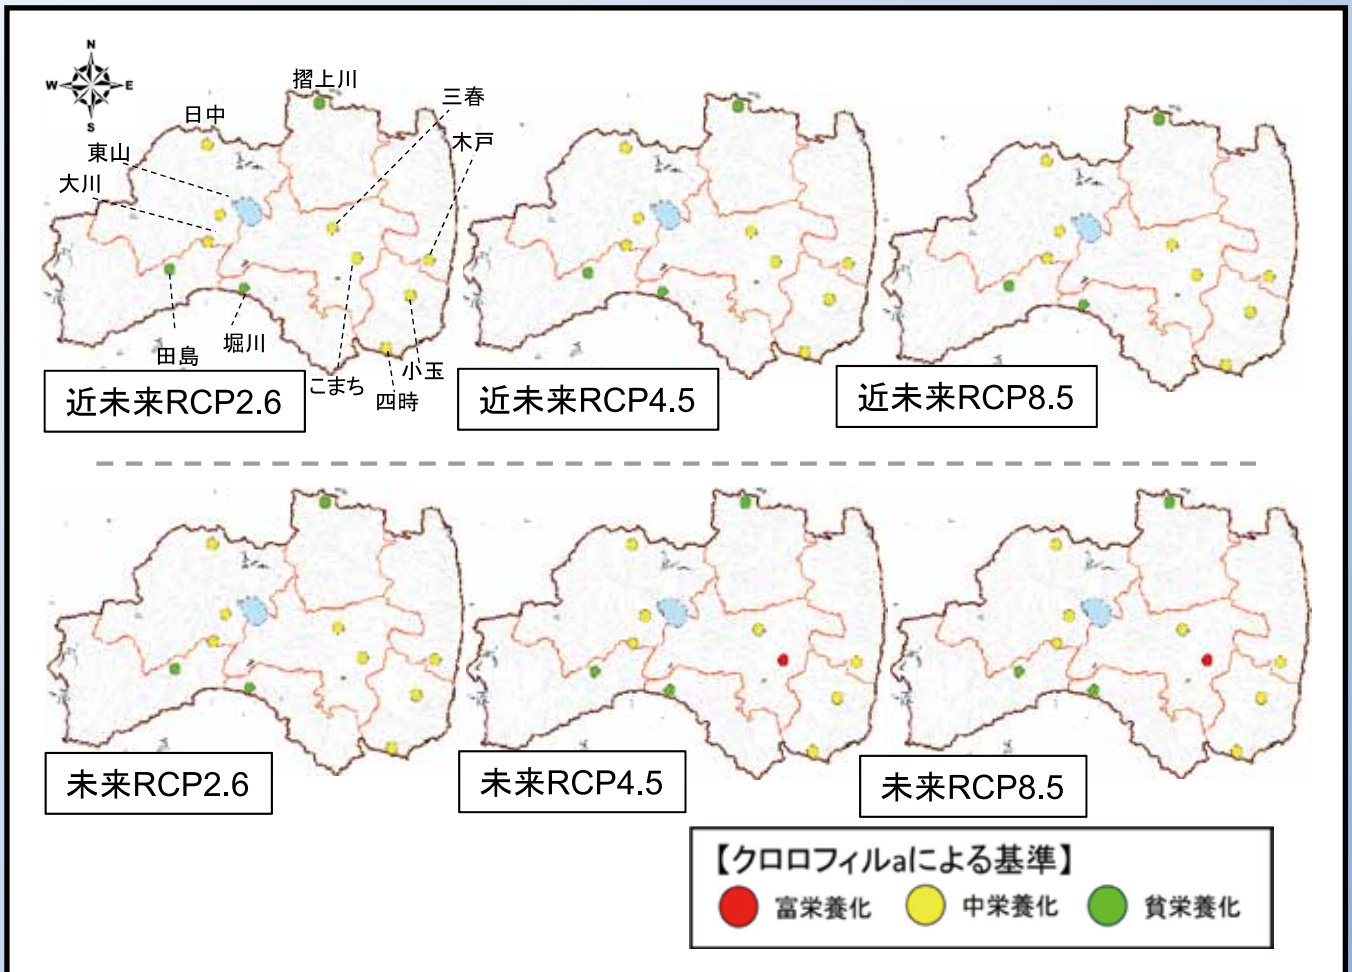 N
W E
S
摺上川
三春
日中
木戸
東山
大川
田島
堀川
こまち
四時
小玉
近未来RCP2.6
近未来RCP4.5
近未来RCP8.5
未来RCP2.6
未来RCP4.5
未来RCP8.5
【クロロフィルaによる基準】
富栄養化 中栄養化 貧栄養化